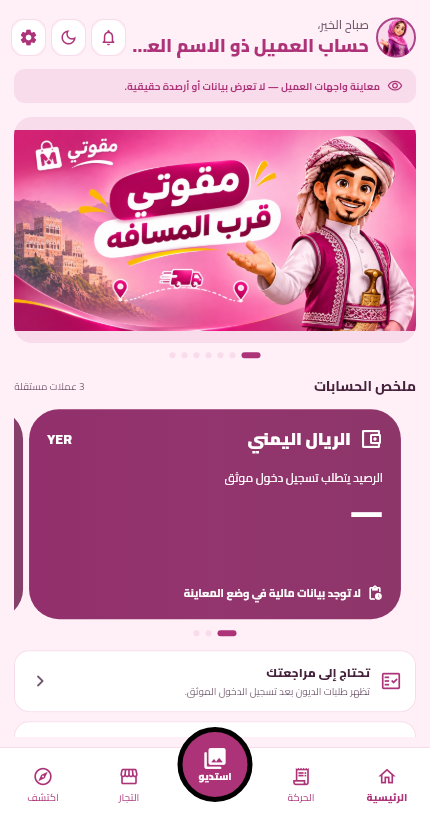 صباح الخير،
حساب العميل ذو الاسم العـ...
معاينة واجهات العميل — لا تعرض بيانات أو أرصدة حقيقية.
مقوتي
مقوتي
قرب المسافه
ملخص الحسابات
3 عملات مستقلة
الريال اليمني
YER
الرصيد يتطلب تسجيل دخول موثق
—
لا توجد بيانات مالية في وضع المعاينة
تحتاج إلى مراجعتك
تظهر طلبات الديون بعد تسجيل الدخول الموثق.
الرئيسية
الحركة
استديو
التجار
اكتشف